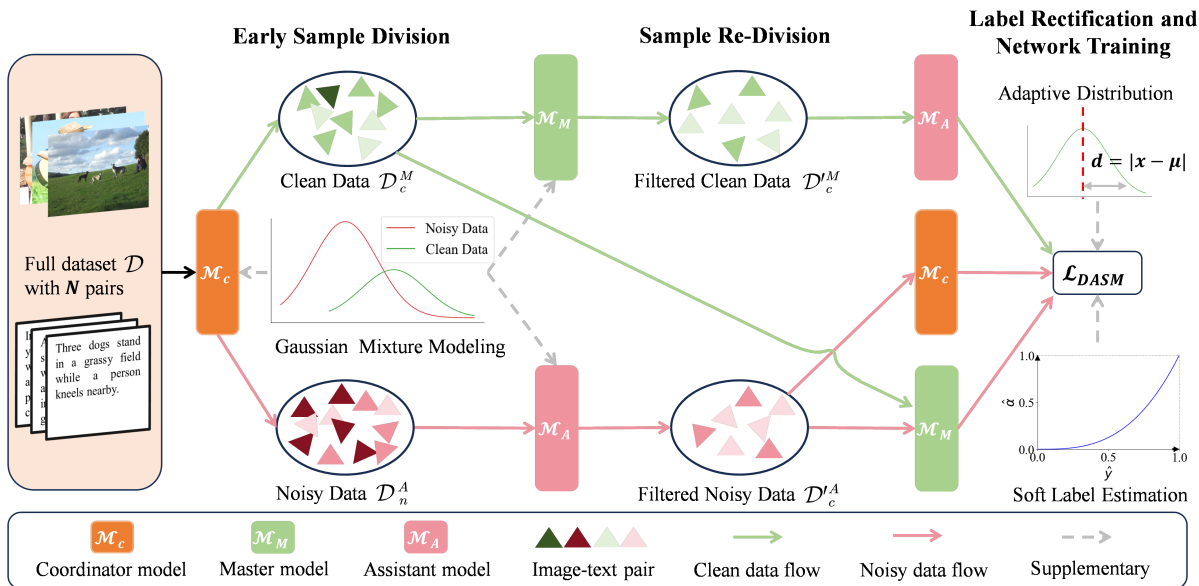 Early Sample Division
Sample Re-Division
Label Rectification and
Network Training
Full dataset 𝒟
with N pairs
Three dogs stand
in a grassy field
while a person
kneels nearby.
ℳ_c
Clean Data 𝒟_c^M
Noisy Data
Clean Data
Gaussian Mixture Modeling
Noisy Data 𝒟_n^A
ℳ_M
ℳ_A
Filtered Clean Data 𝒟′_c^M
Filtered Noisy Data 𝒟′_c^A
ℳ_A
ℳ_c
ℳ_M
Adaptive Distribution
d = |x − μ|
ℒ_DASM
1.0
0.5
0.0
α̂
0.0 0.5 1.0
ŷ
Soft Label Estimation
ℳ_c
Coordinator model
ℳ_M
Master model
ℳ_A
Assistant model
Image-text pair
Clean data flow
Noisy data flow
Supplementary